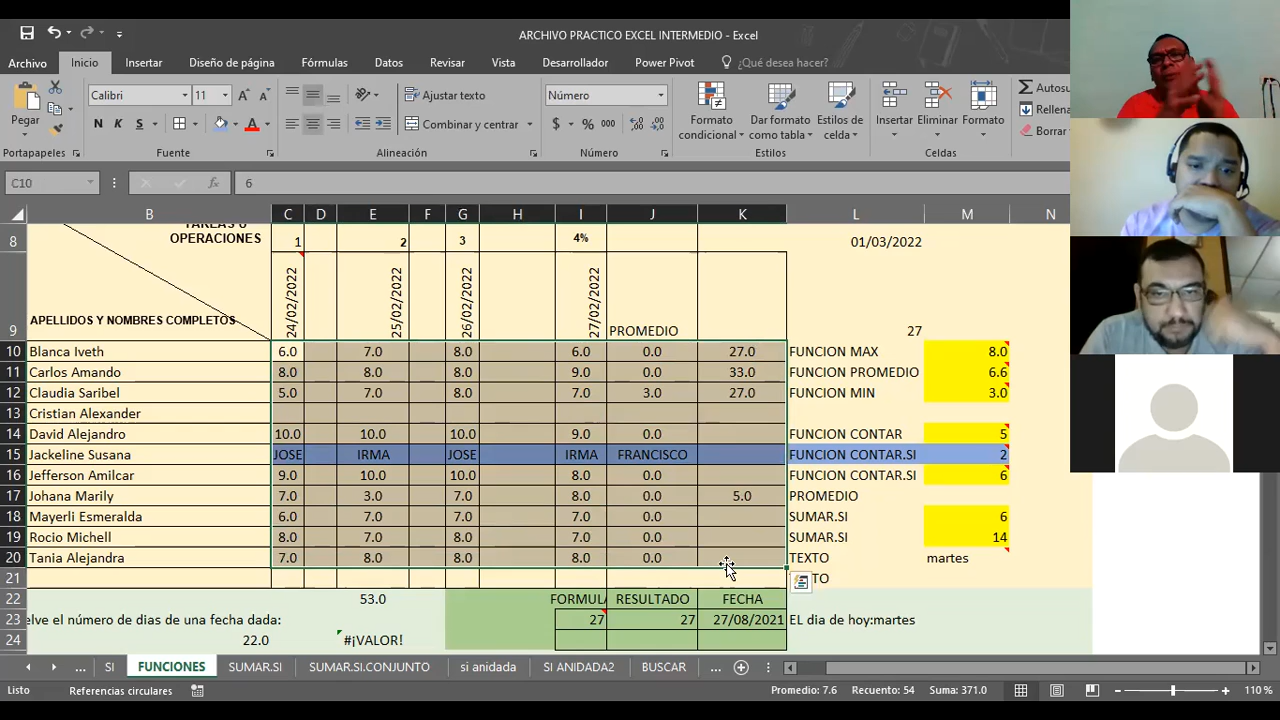 ARCHIVO PRACTICO EXCEL INTERMEDIO - Excel
Archivo Inicio Insertar Diseño de página Fórmulas Datos Revisar Vista Desarrollador Power Pivot ¿Qué desea hacer?
Pegar
Calibri 11
N K S
Ajustar texto
Combinar y centrar
Número
$ % 000
Formato condicional
Dar formato como tabla
Estilos de celda
Insertar Eliminar Formato
Autosu
Rellena
Borrar
Portapapeles Fuente Alineación Número Estilos Celdas
C10 fx 6
B C D E F G H I J K L M N
8 TAREAS U OPERACIONES 1 2 3 4% 01/03/2022
9 APELLIDOS Y NOMBRES COMPLETOS 24/02/2022 25/02/2022 26/02/2022 27/02/2022 PROMEDIO 27
10 Blanca Iveth 6.0 7.0 8.0 6.0 0.0 27.0 FUNCION MAX 8.0
11 Carlos Amando 8.0 8.0 8.0 9.0 0.0 33.0 FUNCION PROMEDIO 6.6
12 Claudia Saribel 5.0 7.0 8.0 7.0 3.0 27.0 FUNCION MIN 3.0
13 Cristian Alexander
14 David Alejandro 10.0 10.0 10.0 9.0 0.0 FUNCION CONTAR 5
15 Jackeline Susana JOSE IRMA JOSE IRMA FRANCISCO FUNCION CONTAR.SI 2
16 Jefferson Amilcar 9.0 10.0 10.0 8.0 0.0 FUNCION CONTAR.SI 6
17 Johana Marily 7.0 3.0 7.0 8.0 0.0 5.0 PROMEDIO
18 Mayerli Esmeralda 6.0 7.0 7.0 7.0 0.0 SUMAR.SI 6
19 Rocio Michell 8.0 7.0 8.0 7.0 0.0 SUMAR.SI 14
20 Tania Alejandra 7.0 8.0 8.0 8.0 0.0 TEXTO martes
21 TO
22 53.0 FORMULA RESULTADO FECHA
23 elve el número de dias de una fecha dada: 27 27 27/08/2021 EL dia de hoy:martes
24 22.0 #¡VALOR!
... SI FUNCIONES SUMAR.SI SUMAR.SI.CONJUNTO si anidada SI ANIDADA2 BUSCAR ...
Listo Referencias circulares Promedio: 7.6 Recuento: 54 Suma: 371.0 110 %